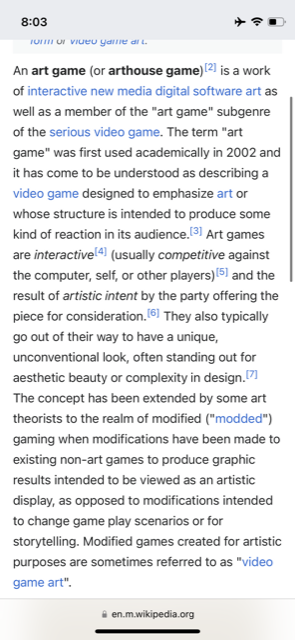 8:03
form of video game art.
An art game (or arthouse game)[2] is a work
of interactive new media digital software art as
well as a member of the "art game" subgenre
of the serious video game. The term "art
game" was first used academically in 2002 and
it has come to be understood as describing a
video game designed to emphasize art or
whose structure is intended to produce some
kind of reaction in its audience.[3] Art games
are interactive[4] (usually competitive against
the computer, self, or other players)[5] and the
result of artistic intent by the party offering the
piece for consideration.[6] They also typically
go out of their way to have a unique,
unconventional look, often standing out for
aesthetic beauty or complexity in design.[7]
The concept has been extended by some art
theorists to the realm of modified ("modded")
gaming when modifications have been made to
existing non-art games to produce graphic
results intended to be viewed as an artistic
display, as opposed to modifications intended
to change game play scenarios or for
storytelling. Modified games created for artistic
purposes are sometimes referred to as "video
game art".
en.m.wikipedia.org